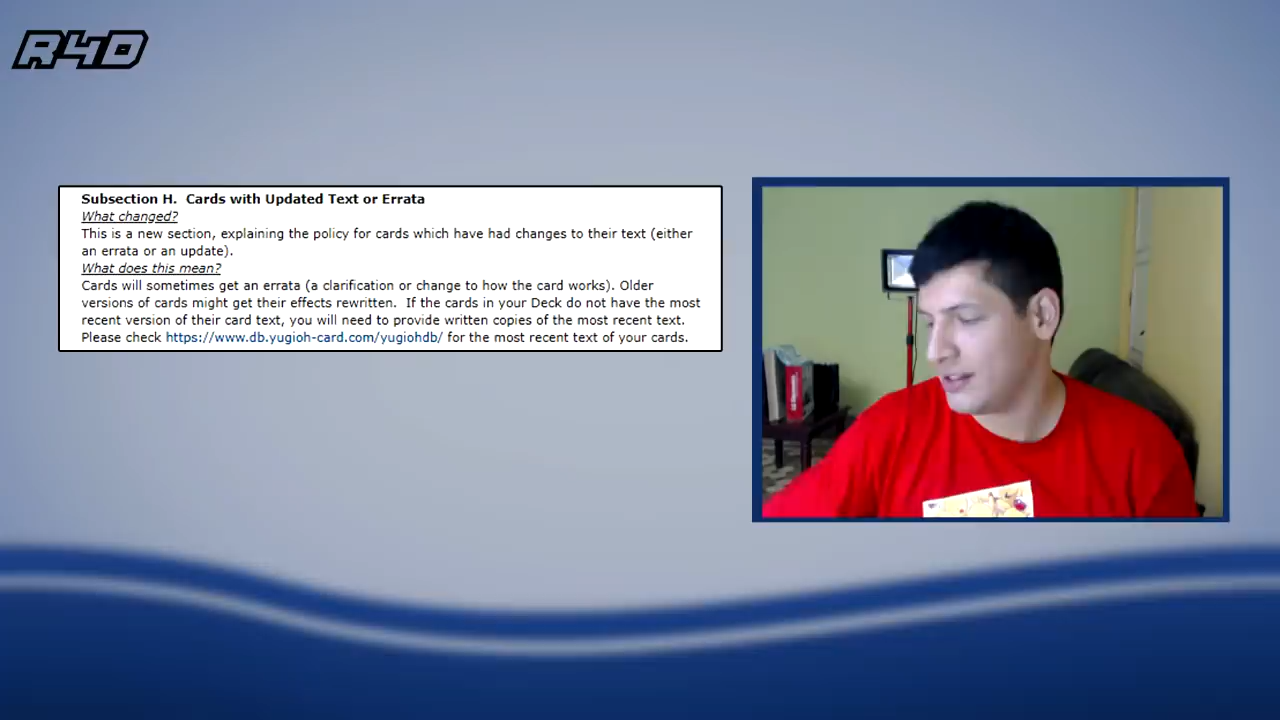 R4D
Subsection H.  Cards with Updated Text or Errata
What changed?
This is a new section, explaining the policy for cards which have had changes to their text (either
an errata or an update).
What does this mean?
Cards will sometimes get an errata (a clarification or change to how the card works). Older
versions of cards might get their effects rewritten.  If the cards in your Deck do not have the most
recent version of their card text, you will need to provide written copies of the most recent text.
Please check https://www.db.yugioh-card.com/yugiohdb/ for the most recent text of your cards.